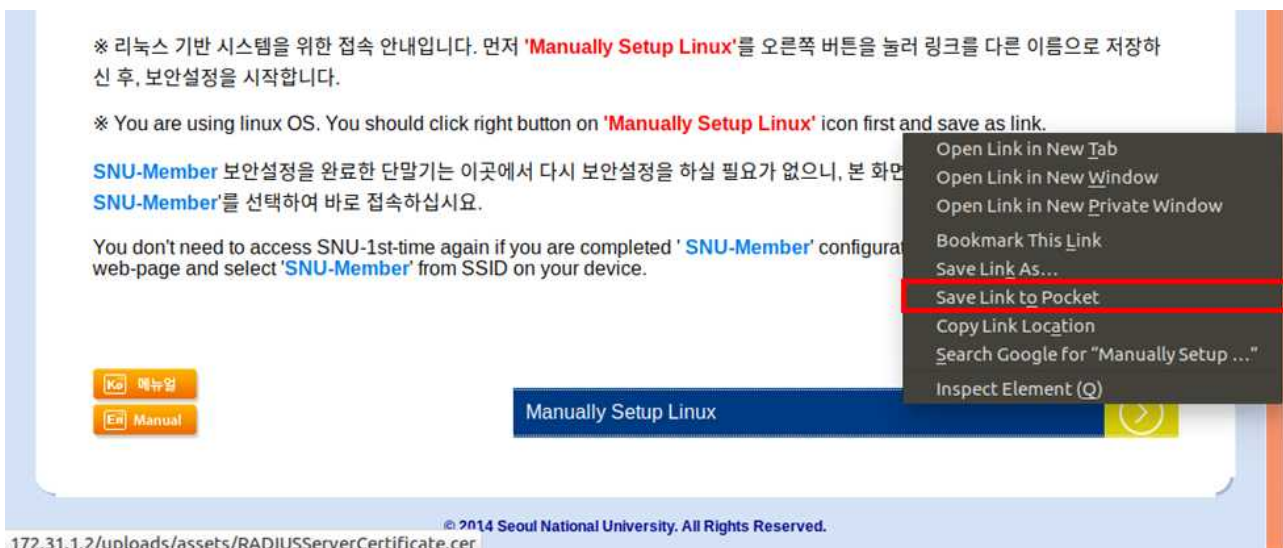 ※ 리눅스 기반 시스템을 위한 접속 안내입니다. 먼저 'Manually Setup Linux'를 오른쪽 버튼을 눌러 링크를 다른 이름으로 저장하
신 후, 보안설정을 시작합니다.
※ You are using linux OS. You should click right button on 'Manually Setup Linux' icon first and save as link.
SNU-Member 보안설정을 완료한 단말기는 이곳에서 다시 보안설정을 하실 필요가 없으니, 본 화면
SNU-Member'를 선택하여 바로 접속하십시요.
You don't need to access SNU-1st-time again if you are completed ' SNU-Member' configurat
web-page and select 'SNU-Member' from SSID on your device.
Open Link in New Tab
Open Link in New Window
Open Link in New Private Window
Bookmark This Link
Save Link As...
Save Link to Pocket
Copy Link Location
Search Google for “Manually Setup ...”
Inspect Element (Q)
Ko 메뉴얼
En Manual
Manually Setup Linux
© 2014 Seoul National University. All Rights Reserved.
172.31.1.2/uploads/assets/RADIUSServerCertificate.cer